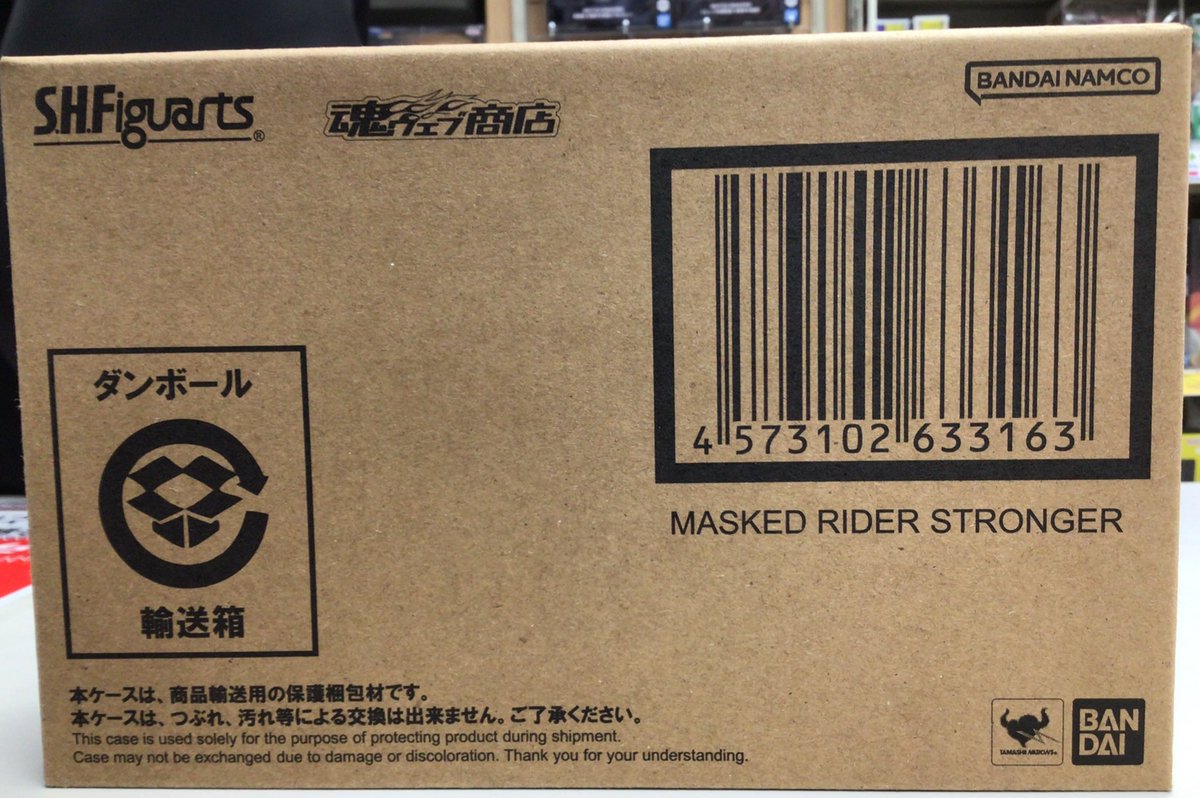 S.H.Figuarts®
魂ウェブ商店
BANDAI NAMCO
4 573102 633163
MASKED RIDER STRONGER
ダンボール
輸送箱
本ケースは、商品輸送用の保護梱包材です。
本ケースは、つぶれ、汚れ等による交換は出来ません。ご了承ください。
This case is used solely for the purpose of protecting product during shipment.
Case may not be exchanged due to damage or discoloration. Thank you for your understanding.
TAMASHII NATIONS
BAN
DAI